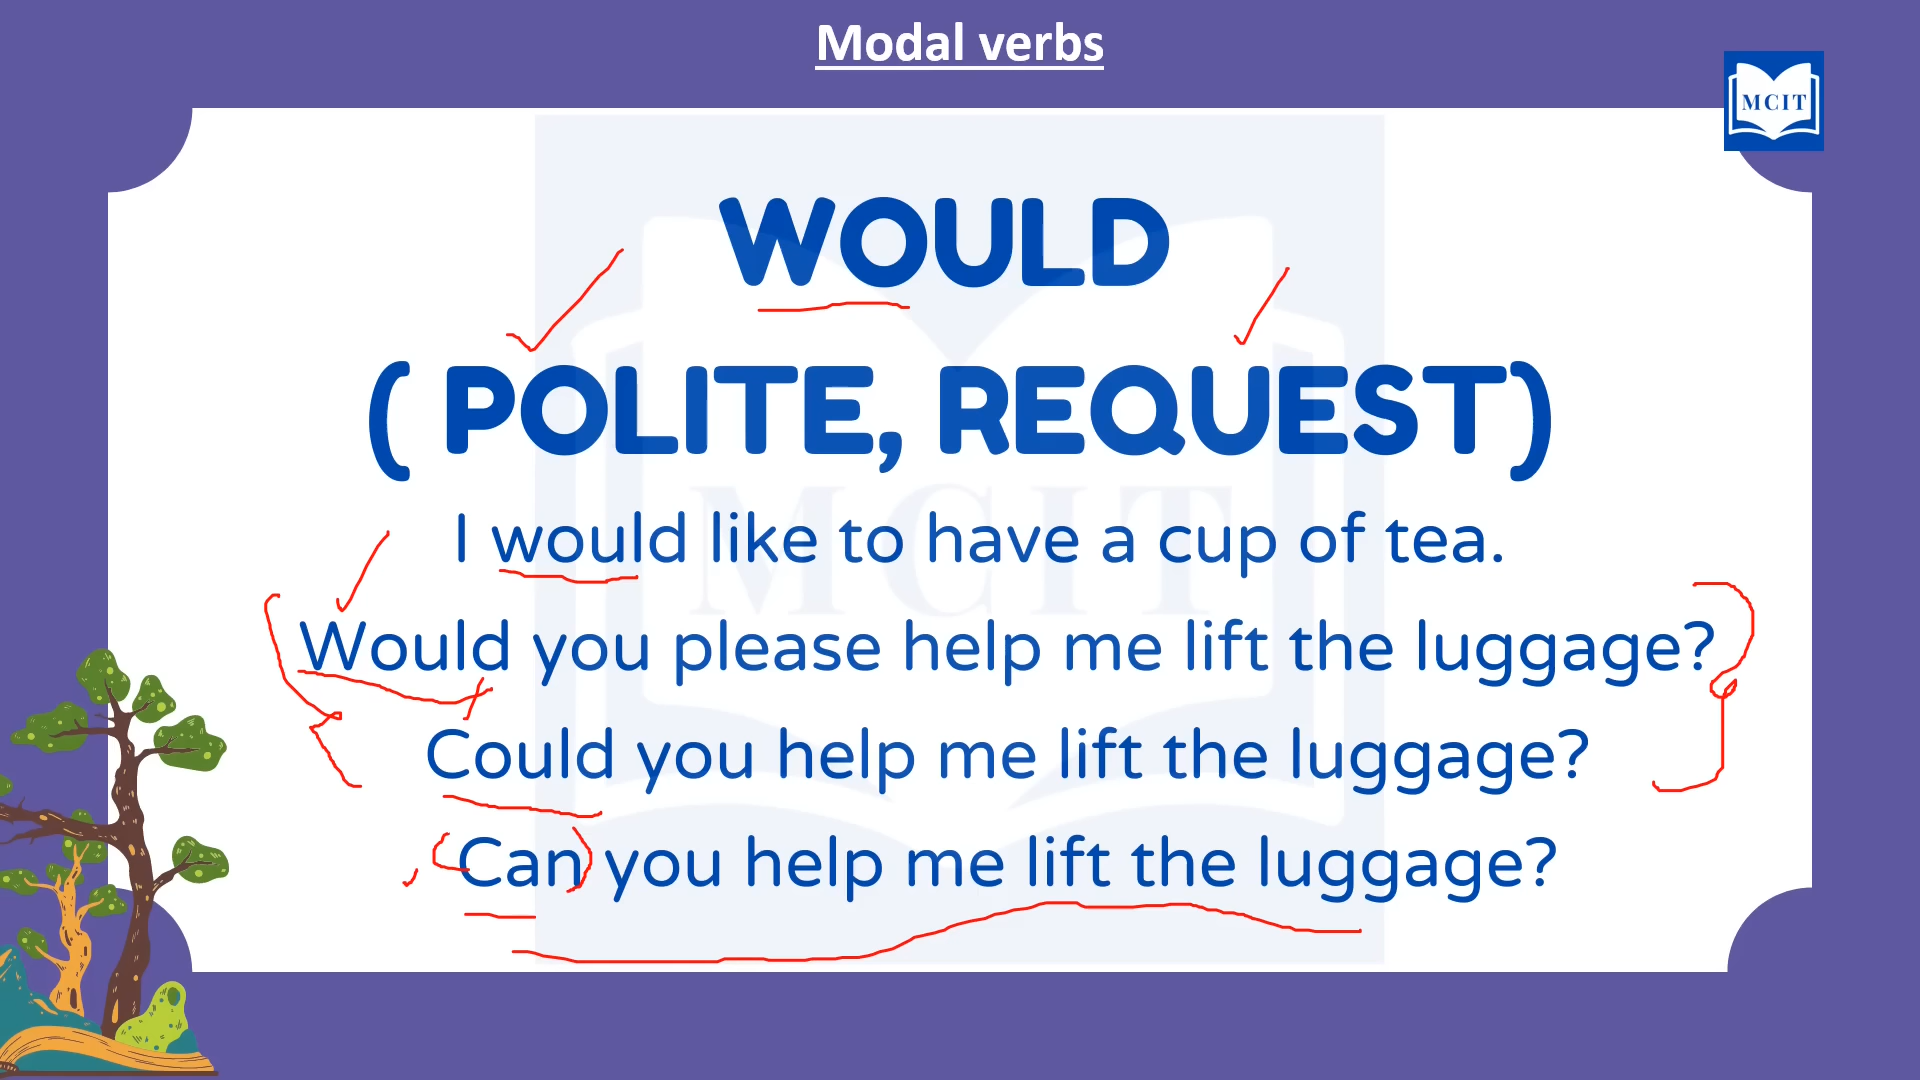 Modal verbs
MCIT
WOULD
( POLITE, REQUEST)
MCIT
I would like to have a cup of tea.
Would you please help me lift the luggage?
Could you help me lift the luggage?
Can you help me lift the luggage?